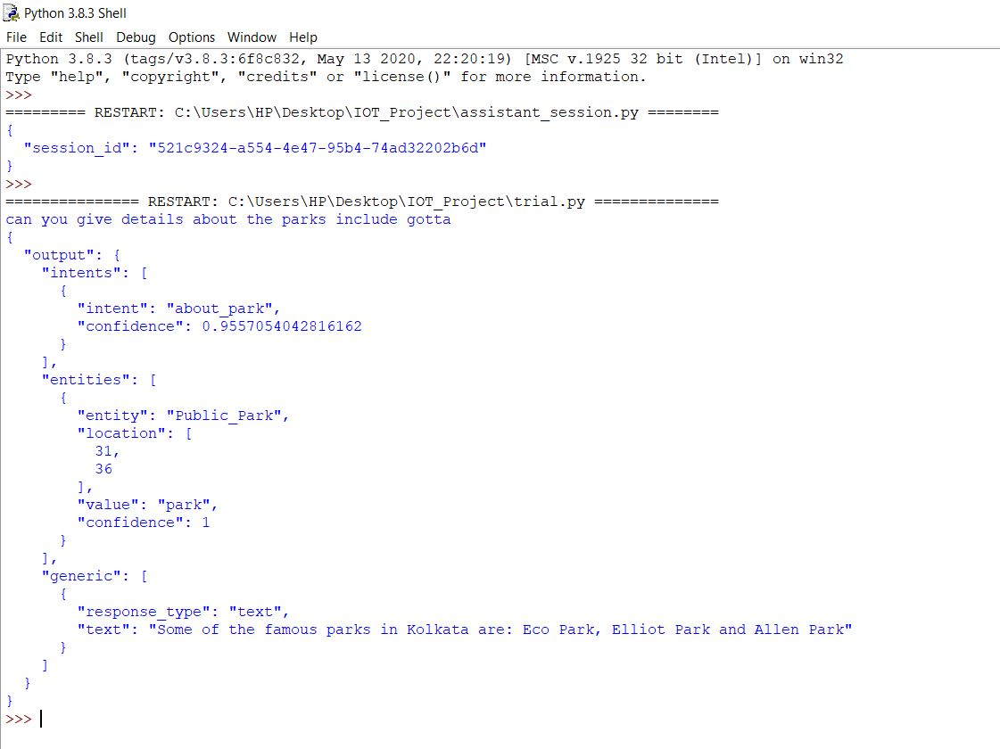 Python 3.8.3 Shell
File Edit Shell Debug Options Window Help
Python 3.8.3 (tags/v3.8.3:6f8c832, May 13 2020, 22:20:19) [MSC v.1925 32 bit (Intel)] on win32
Type "help", "copyright", "credits" or "license()" for more information.
>>>
========= RESTART: C:\Users\HP\Desktop\IOT_Project\assistant_session.py ========
{
  "session_id": "521c9324-a554-4e47-95b4-74ad32202b6d"
}
>>>
=============== RESTART: C:\Users\HP\Desktop\IOT_Project\trial.py ==============
can you give details about the parks include gotta
{
  "output": {
    "intents": [
      {
        "intent": "about_park",
        "confidence": 0.9557054042816162
      }
    ],
    "entities": [
      {
        "entity": "Public_Park",
        "location": [
          31,
          36
        ],
        "value": "park",
        "confidence": 1
      }
    ],
    "generic": [
      {
        "response_type": "text",
        "text": "Some of the famous parks in Kolkata are: Eco Park, Elliot Park and Allen Park"
      }
    ]
  }
}
>>>